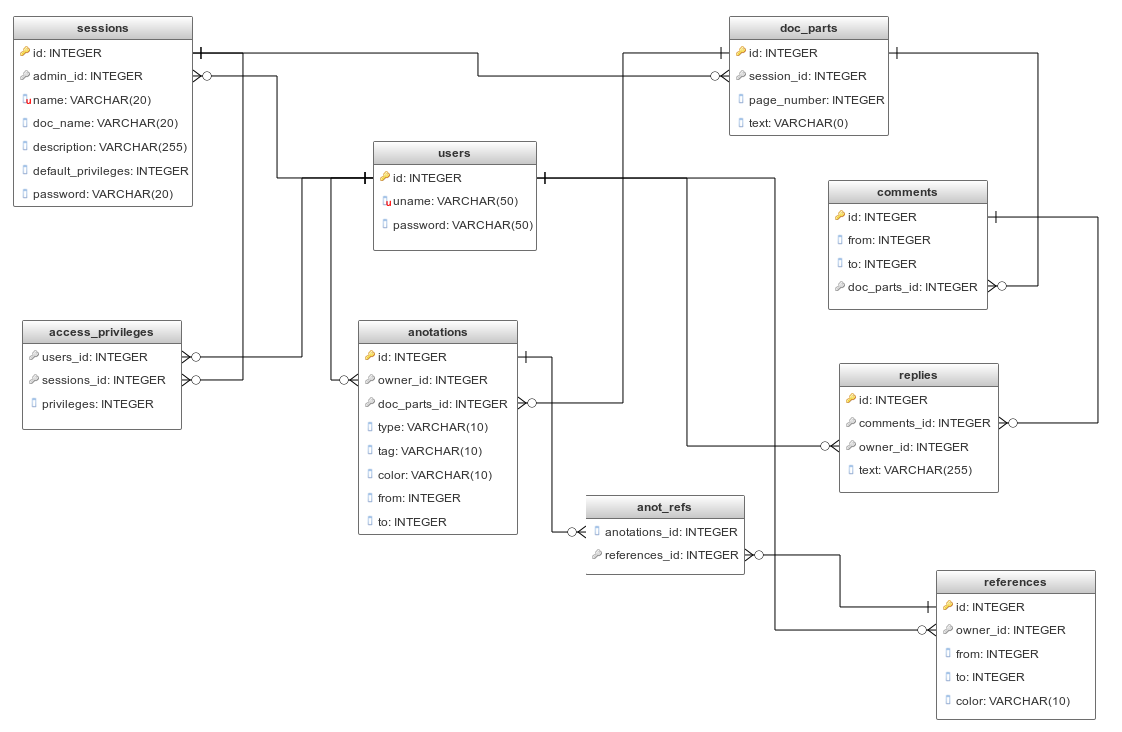 sessions
id: INTEGER
admin_id: INTEGER
name: VARCHAR(20)
doc_name: VARCHAR(20)
description: VARCHAR(255)
default_privileges: INTEGER
password: VARCHAR(20)
doc_parts
id: INTEGER
session_id: INTEGER
page_number: INTEGER
text: VARCHAR(0)
users
id: INTEGER
uname: VARCHAR(50)
password: VARCHAR(50)
comments
id: INTEGER
from: INTEGER
to: INTEGER
doc_parts_id: INTEGER
access_privileges
users_id: INTEGER
sessions_id: INTEGER
privileges: INTEGER
anotations
id: INTEGER
owner_id: INTEGER
doc_parts_id: INTEGER
type: VARCHAR(10)
tag: VARCHAR(10)
color: VARCHAR(10)
from: INTEGER
to: INTEGER
replies
id: INTEGER
comments_id: INTEGER
owner_id: INTEGER
text: VARCHAR(255)
anot_refs
anotations_id: INTEGER
references_id: INTEGER
references
id: INTEGER
owner_id: INTEGER
from: INTEGER
to: INTEGER
color: VARCHAR(10)